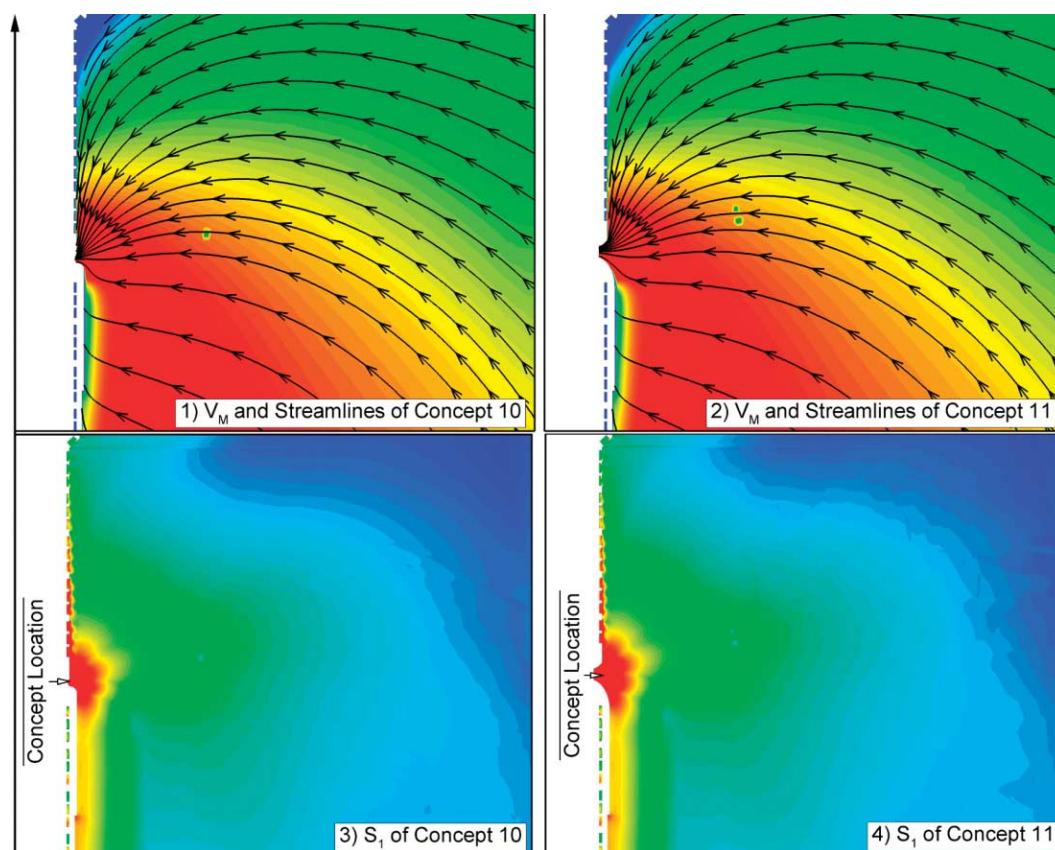 1) V_M and Streamlines of Concept 10
2) V_M and Streamlines of Concept 11
Concept Location
3) S_1 of Concept 10
Concept Location
4) S_1 of Concept 11